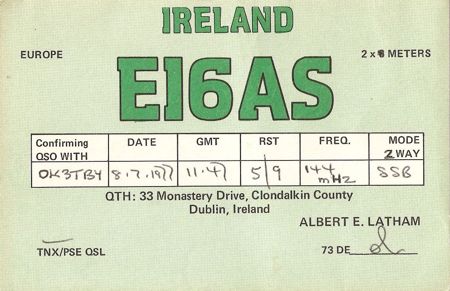 IRELAND
EUROPE 2 x 8 METERS
EI6AS
Confirming QSO WITH DATE GMT RST FREQ. MODE 2 WAY
OK3TBY 8.7.1977 11.47 5/9 144 mHz SSB
QTH: 33 Monastery Drive, Clondalkin County
Dublin, Ireland
ALBERT E. LATHAM
TNX/PSE QSL 73 DE